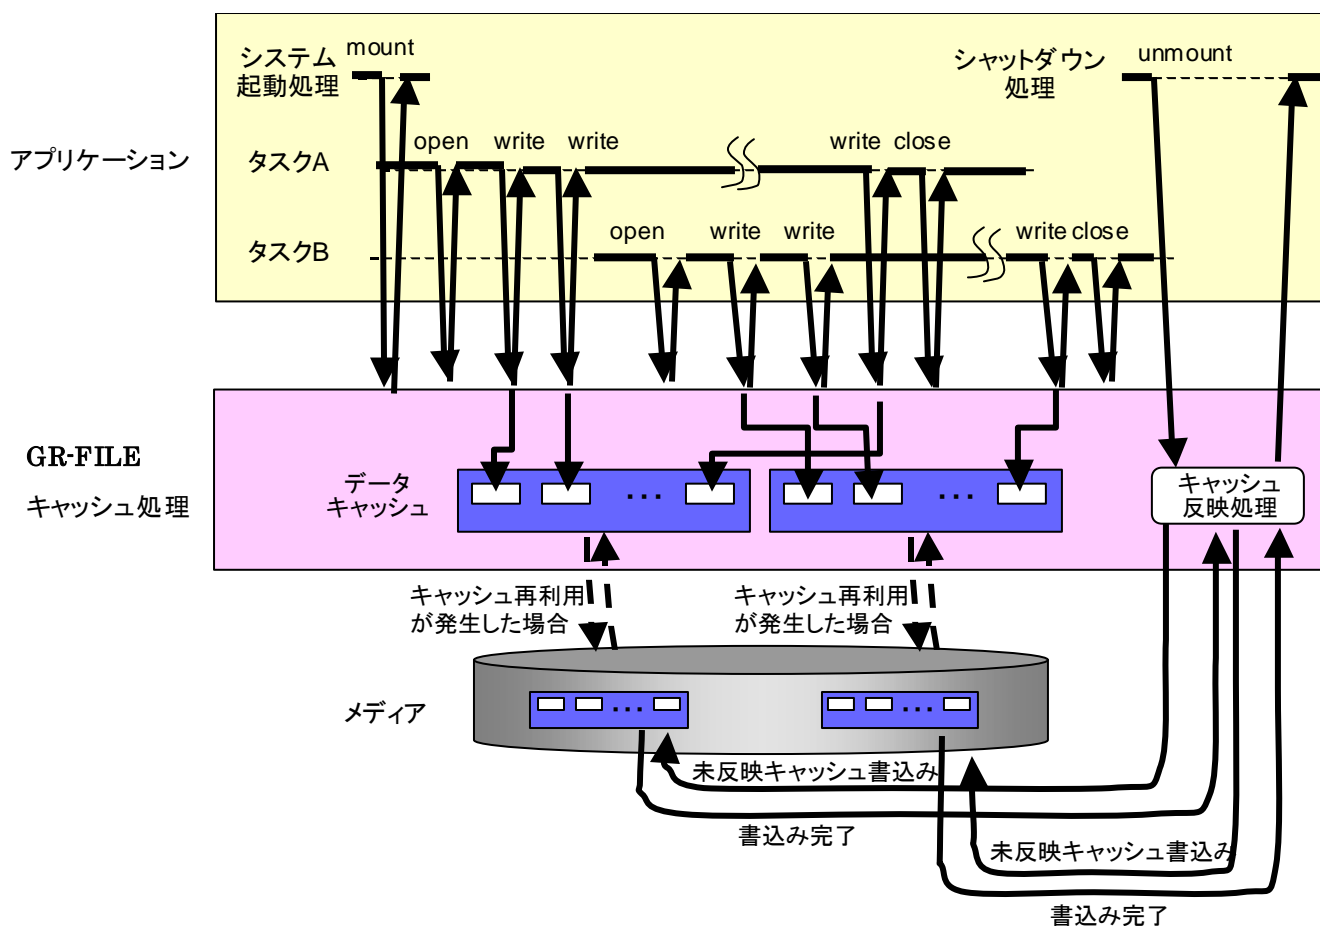 システム
起動処理
mount
シャットダウン
処理
unmount
アプリケーション
タスクA
open
write
write
write
close
タスクB
open
write
write
write
close
GR-FILE
キャッシュ処理
データ
キャッシュ
...
...
キャッシュ
反映処理
キャッシュ再利用
が発生した場合
キャッシュ再利用
が発生した場合
メディア
...
...
未反映キャッシュ書込み
書込み完了
未反映キャッシュ書込み
書込み完了